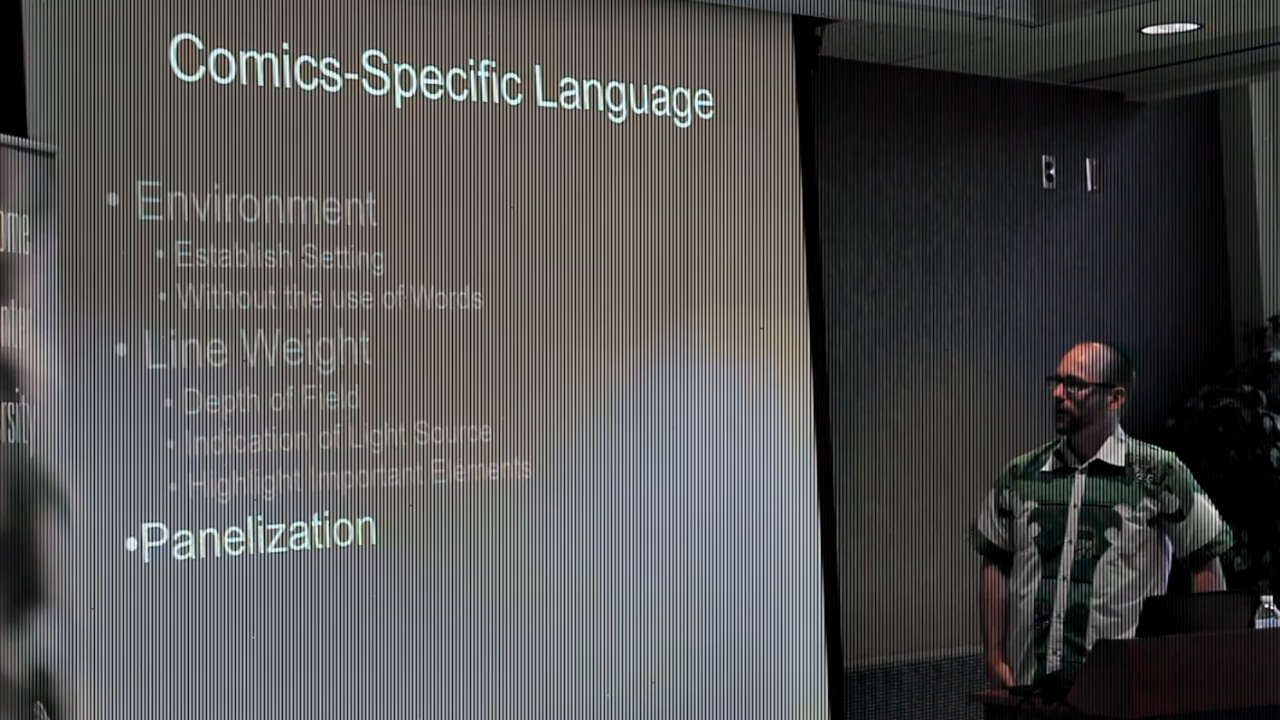 Comics-Specific Language
• Environment
• Establish Setting
• Without the use of Words
• Line Weight
• Depth of Field
• Indication of Light Source
• Highlight Important Elements
•Panelization